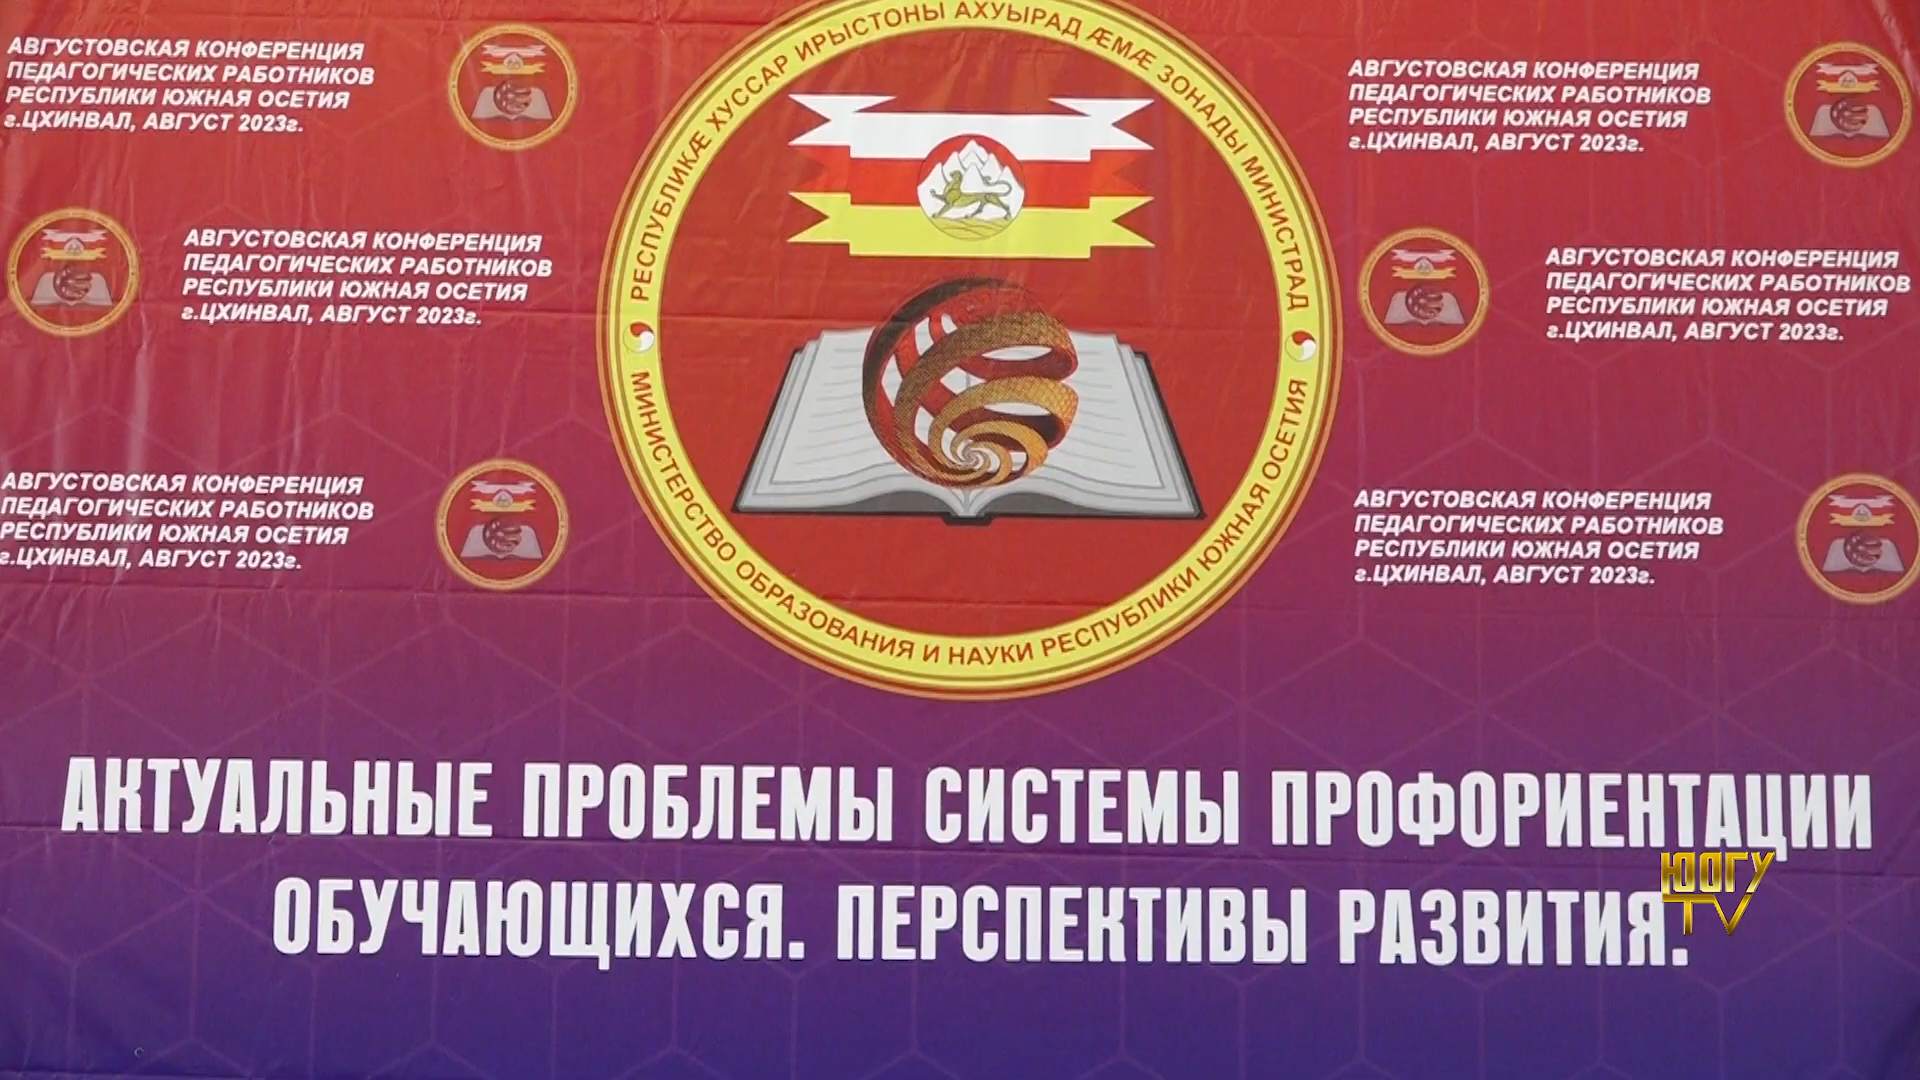 АВГУСТОВСКАЯ КОНФЕРЕНЦИЯ
ПЕДАГОГИЧЕСКИХ РАБОТНИКОВ
РЕСПУБЛИКИ ЮЖНАЯ ОСЕТИЯ
г.ЦХИНВАЛ, АВГУСТ 2023г.
АВГУСТОВСКАЯ КОНФЕРЕНЦИЯ
ПЕДАГОГИЧЕСКИХ РАБОТНИКОВ
РЕСПУБЛИКИ ЮЖНАЯ ОСЕТИЯ
г.ЦХИНВАЛ, АВГУСТ 2023г.
АВГУСТОВСКАЯ КОНФЕРЕНЦИЯ
ПЕДАГОГИЧЕСКИХ РАБОТНИКОВ
РЕСПУБЛИКИ ЮЖНАЯ ОСЕТИЯ
г.ЦХИНВАЛ, АВГУСТ 2023г.
РЕСПУБЛИКÆ ХУССАР ИРЫСТОНЫ АХУЫРАД ÆМÆ ЗОНАДЫ МИНИСТРАД
МИНИСТЕРСТВО ОБРАЗОВАНИЯ И НАУКИ РЕСПУБЛИКИ ЮЖНАЯ ОСЕТИЯ
АВГУСТОВСКАЯ КОНФЕРЕНЦИЯ
ПЕДАГОГИЧЕСКИХ РАБОТНИКОВ
РЕСПУБЛИКИ ЮЖНАЯ ОСЕТИЯ
г.ЦХИНВАЛ, АВГУСТ 2023г.
АВГУСТОВСКАЯ КОНФЕРЕНЦИЯ
ПЕДАГОГИЧЕСКИХ РАБОТНИКОВ
РЕСПУБЛИКИ ЮЖНАЯ ОСЕТИЯ
г.ЦХИНВАЛ, АВГУСТ 2023г.
АВГУСТОВСКАЯ КОНФЕРЕНЦИЯ
ПЕДАГОГИЧЕСКИХ РАБОТНИКОВ
РЕСПУБЛИКИ ЮЖНАЯ ОСЕТИЯ
г.ЦХИНВАЛ, АВГУСТ 2023г.
АКТУАЛЬНЫЕ ПРОБЛЕМЫ СИСТЕМЫ ПРОФОРИЕНТАЦИИ
ОБУЧАЮЩИХСЯ. ПЕРСПЕКТИВЫ РАЗВИТИЯ.
ЮОГУ
TV